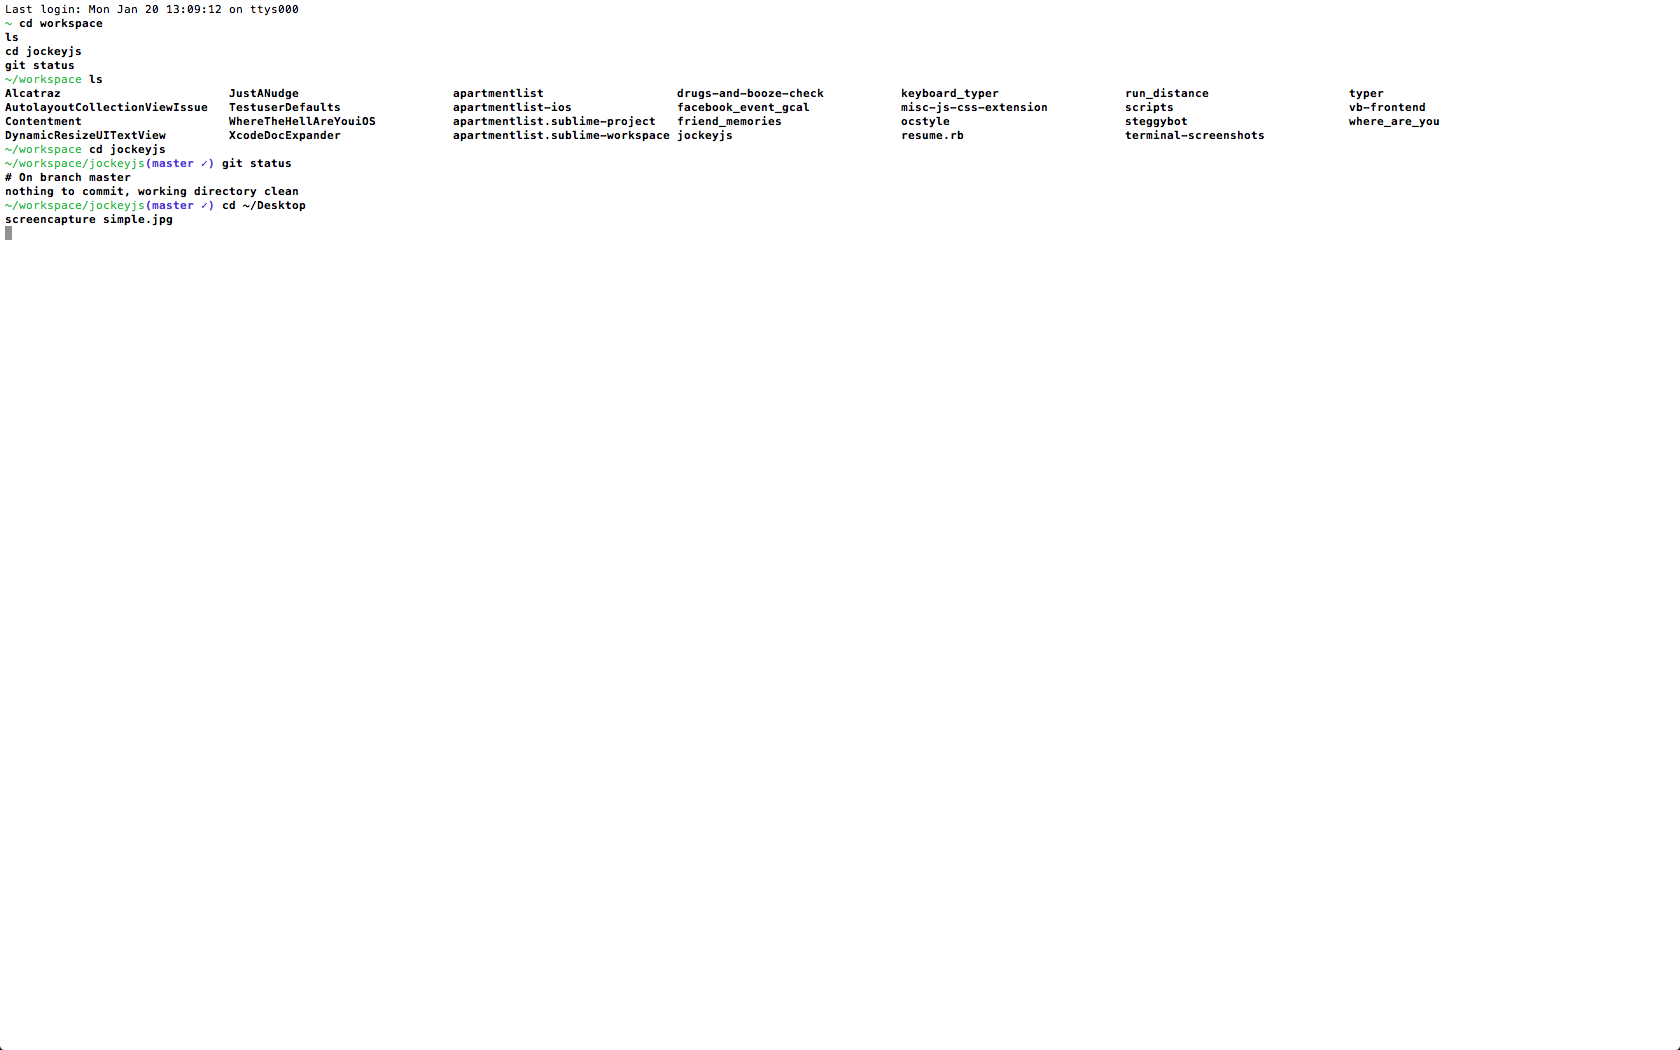 Last login: Mon Jan 20 13:09:12 on ttys000
~ cd workspace
ls
cd jockeyjs
git status
~/workspace ls
Alcatraz JustANudge apartmentlist drugs-and-booze-check keyboard_typer run_distance typer
AutolayoutCollectionViewIssue TestuserDefaults apartmentlist-ios facebook_event_gcal misc-js-css-extension scripts vb-frontend
Contentment WhereTheHellAreYouiOS apartmentlist.sublime-project friend_memories ocstyle steggybot where_are_you
DynamicResizeUITextView XcodeDocExpander apartmentlist.sublime-workspace jockeyjs resume.rb terminal-screenshots
~/workspace cd jockeyjs
~/workspace/jockeyjs(master ✓) git status
# On branch master
nothing to commit, working directory clean
~/workspace/jockeyjs(master ✓) cd ~/Desktop
screencapture simple.jpg